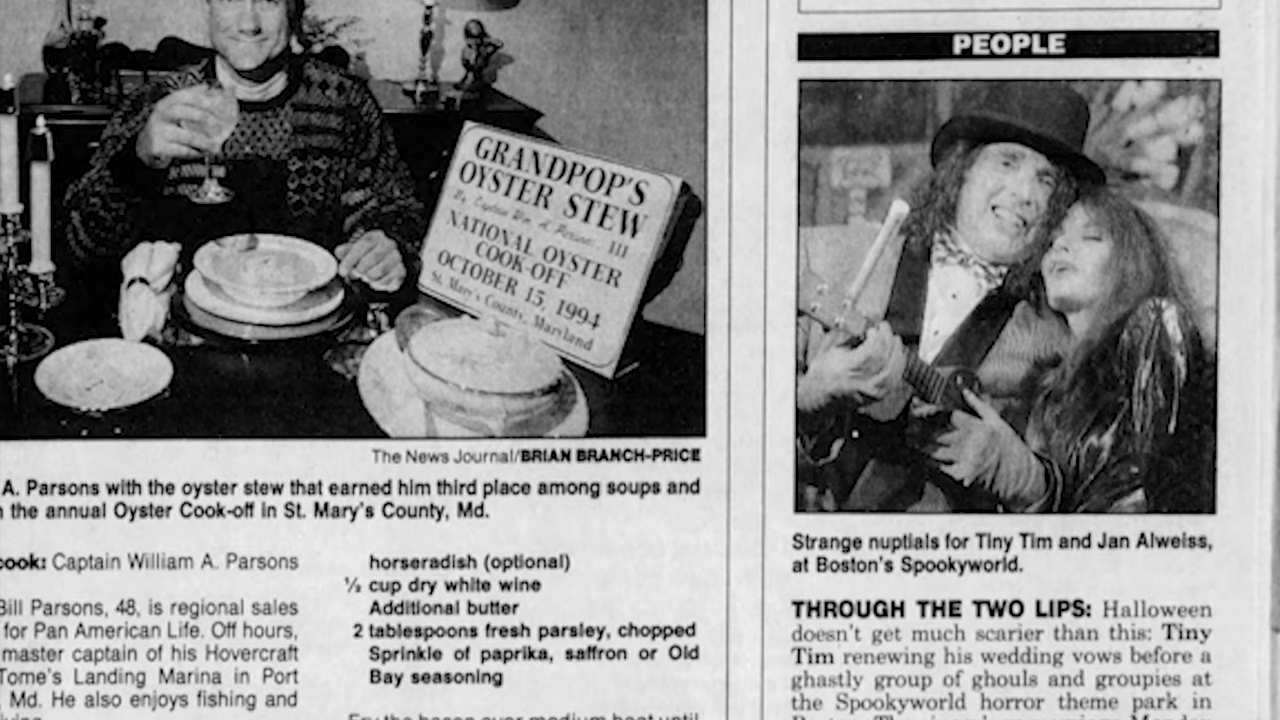 GRANDPOP'S
OYSTER STEW
By Captain Wm. A. Parsons III
NATIONAL OYSTER
COOK-OFF
OCTOBER 15, 1994
St. Mary's County, Maryland
The News Journal/BRIAN BRANCH-PRICE
A. Parsons with the oyster stew that earned him third place among soups and
the annual Oyster Cook-off in St. Mary's County, Md.
cook: Captain William A. Parsons
Bill Parsons, 48, is regional sales
for Pan American Life. Off hours,
master captain of his Hovercraft
Tome's Landing Marina in Port
Md. He also enjoys fishing and
horseradish (optional)
½ cup dry white wine
Additional butter
2 tablespoons fresh parsley, chopped
Sprinkle of paprika, saffron or Old
Bay seasoning
Fry the bacon over medium heat until
PEOPLE
Strange nuptials for Tiny Tim and Jan Alweiss,
at Boston's Spookyworld.
THROUGH THE TWO LIPS: Halloween
doesn't get much scarier than this: Tiny
Tim renewing his wedding vows before a
ghastly group of ghouls and groupies at
the Spookyworld horror theme park in